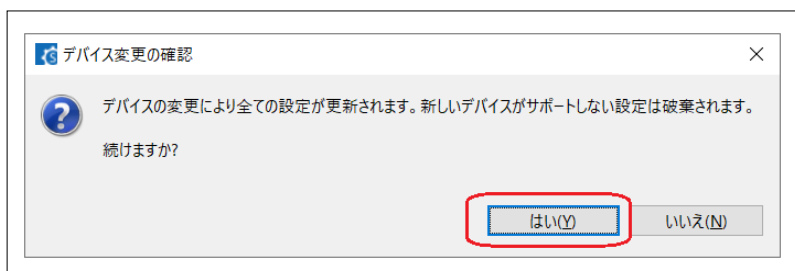 デバイス変更の確認
デバイスの変更により全ての設定が更新されます。新しいデバイスがサポートしない設定は破棄されます。
続けますか?
はい(Y) いいえ(N)